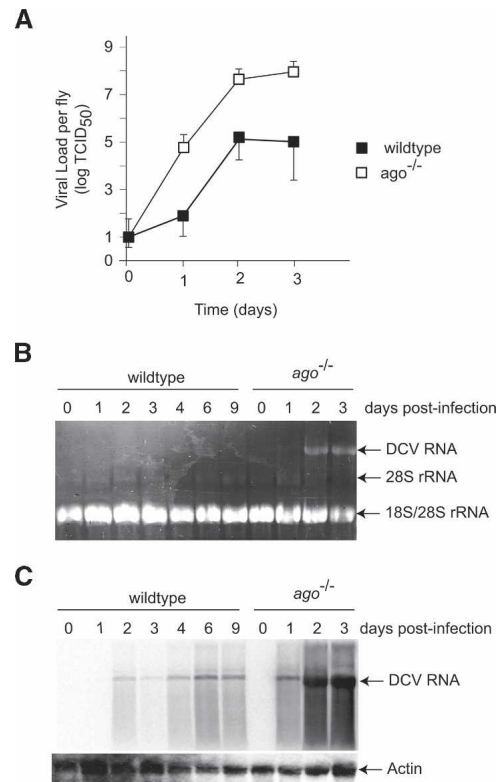 A
9
7
5
3
1
0
Viral Load per fly
(log TCID50)
0 1 2 3
Time (days)
wildtype
ago-/-
B
wildtype ago-/-
0 1 2 3 4 6 9 0 1 2 3 days post-infection
DCV RNA
28S rRNA
18S/28S rRNA
C
wildtype ago-/-
0 1 2 3 4 6 9 0 1 2 3 days post-infection
DCV RNA
Actin